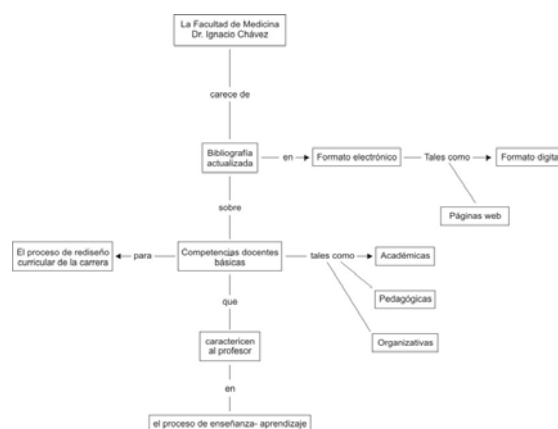 La Facultad de Medicina
Dr. Ignacio Chávez
carece de
Bibliografía
actualizada
en
Formato electrónico
Tales como
Formato digital
Páginas web
sobre
El proceso de rediseño
curricular de la carrera
para
Competencias docentes
básicas
tales como
Académicas
Pedagógicas
Organizativas
que
caractericen
al profesor
en
el proceso de enseñanza- aprendizaje